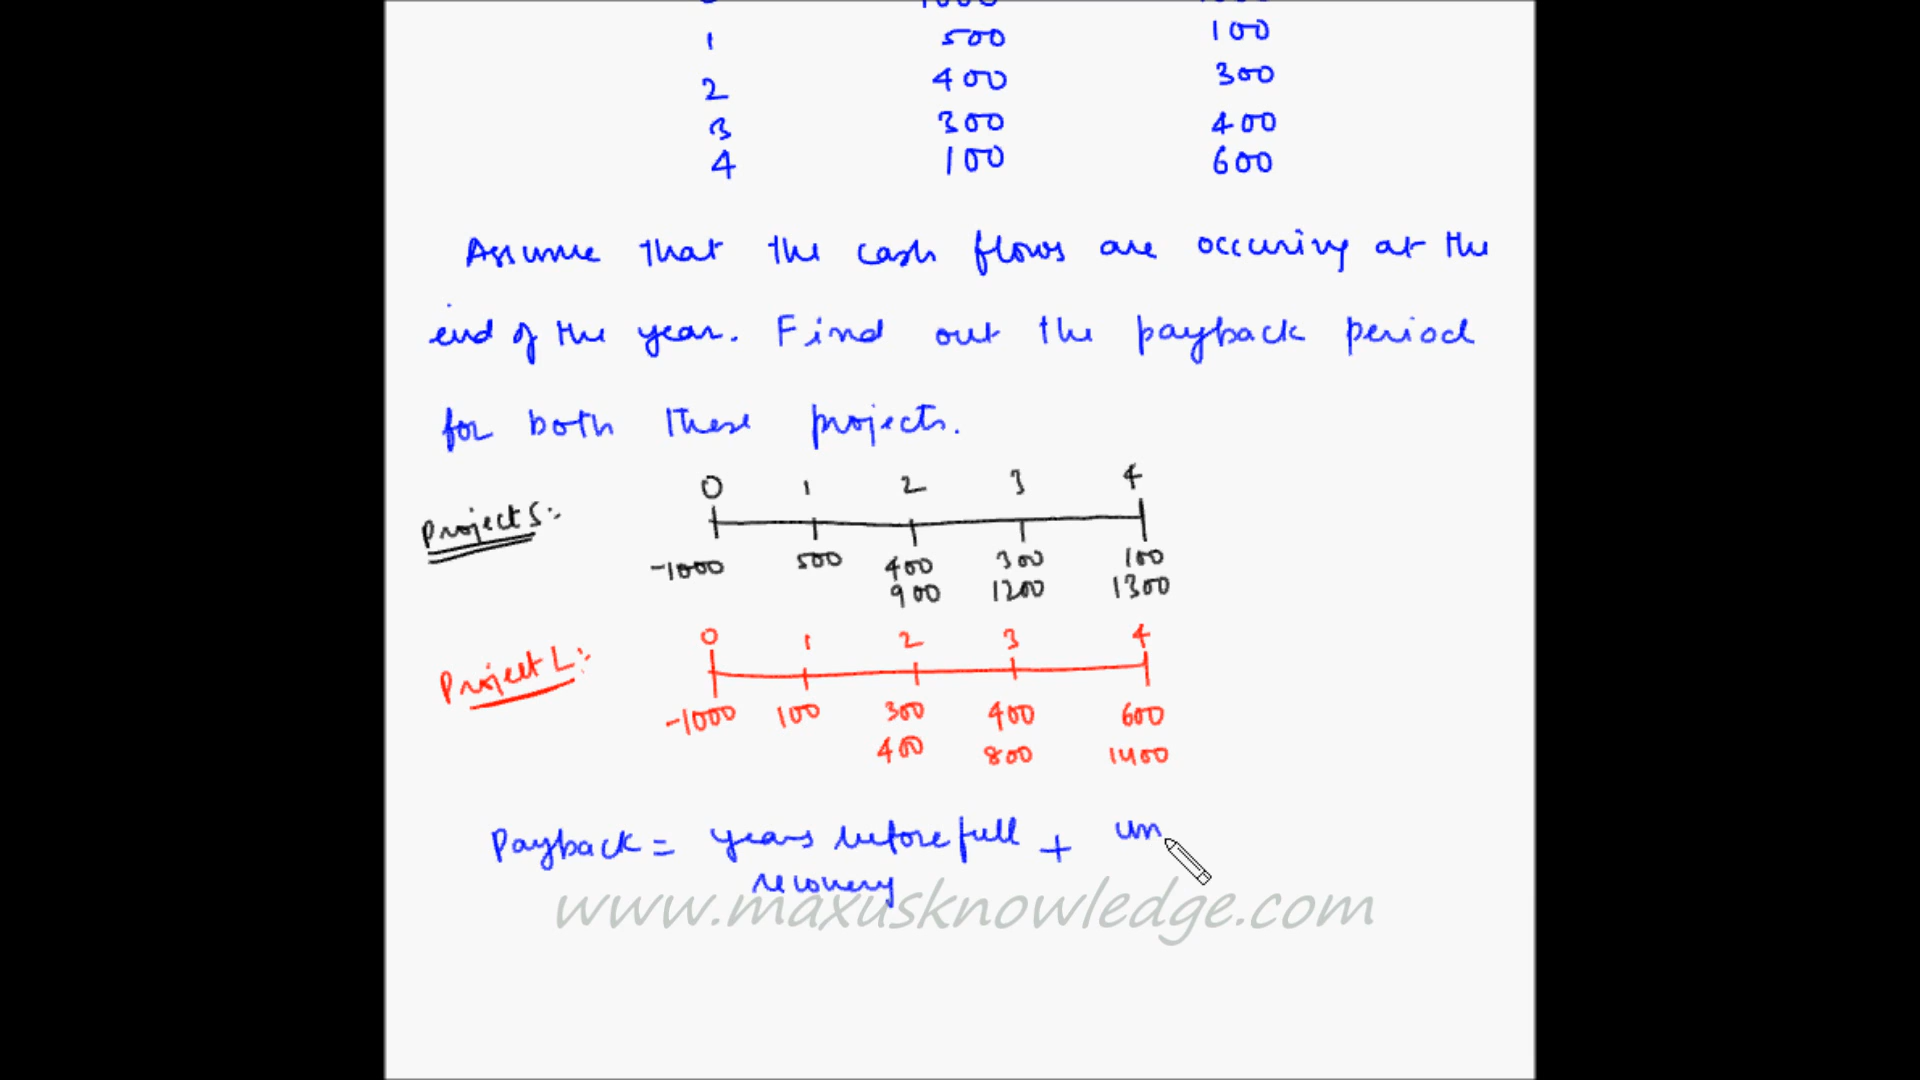 1 500 100
2 400 300
3 300 400
4 100 600
Assume that the cash flows are occuring at the
end of the year. Find out the payback period
for both these projects.
Project S:-
0 1 2 3 4
-1000 500 400 300 100
900 1200 1300
Project L:-
0 1 2 3 4
-1000 100 300 400 600
400 800 1400
Payback = years before full + un
recovery
www.maxusknowledge.com